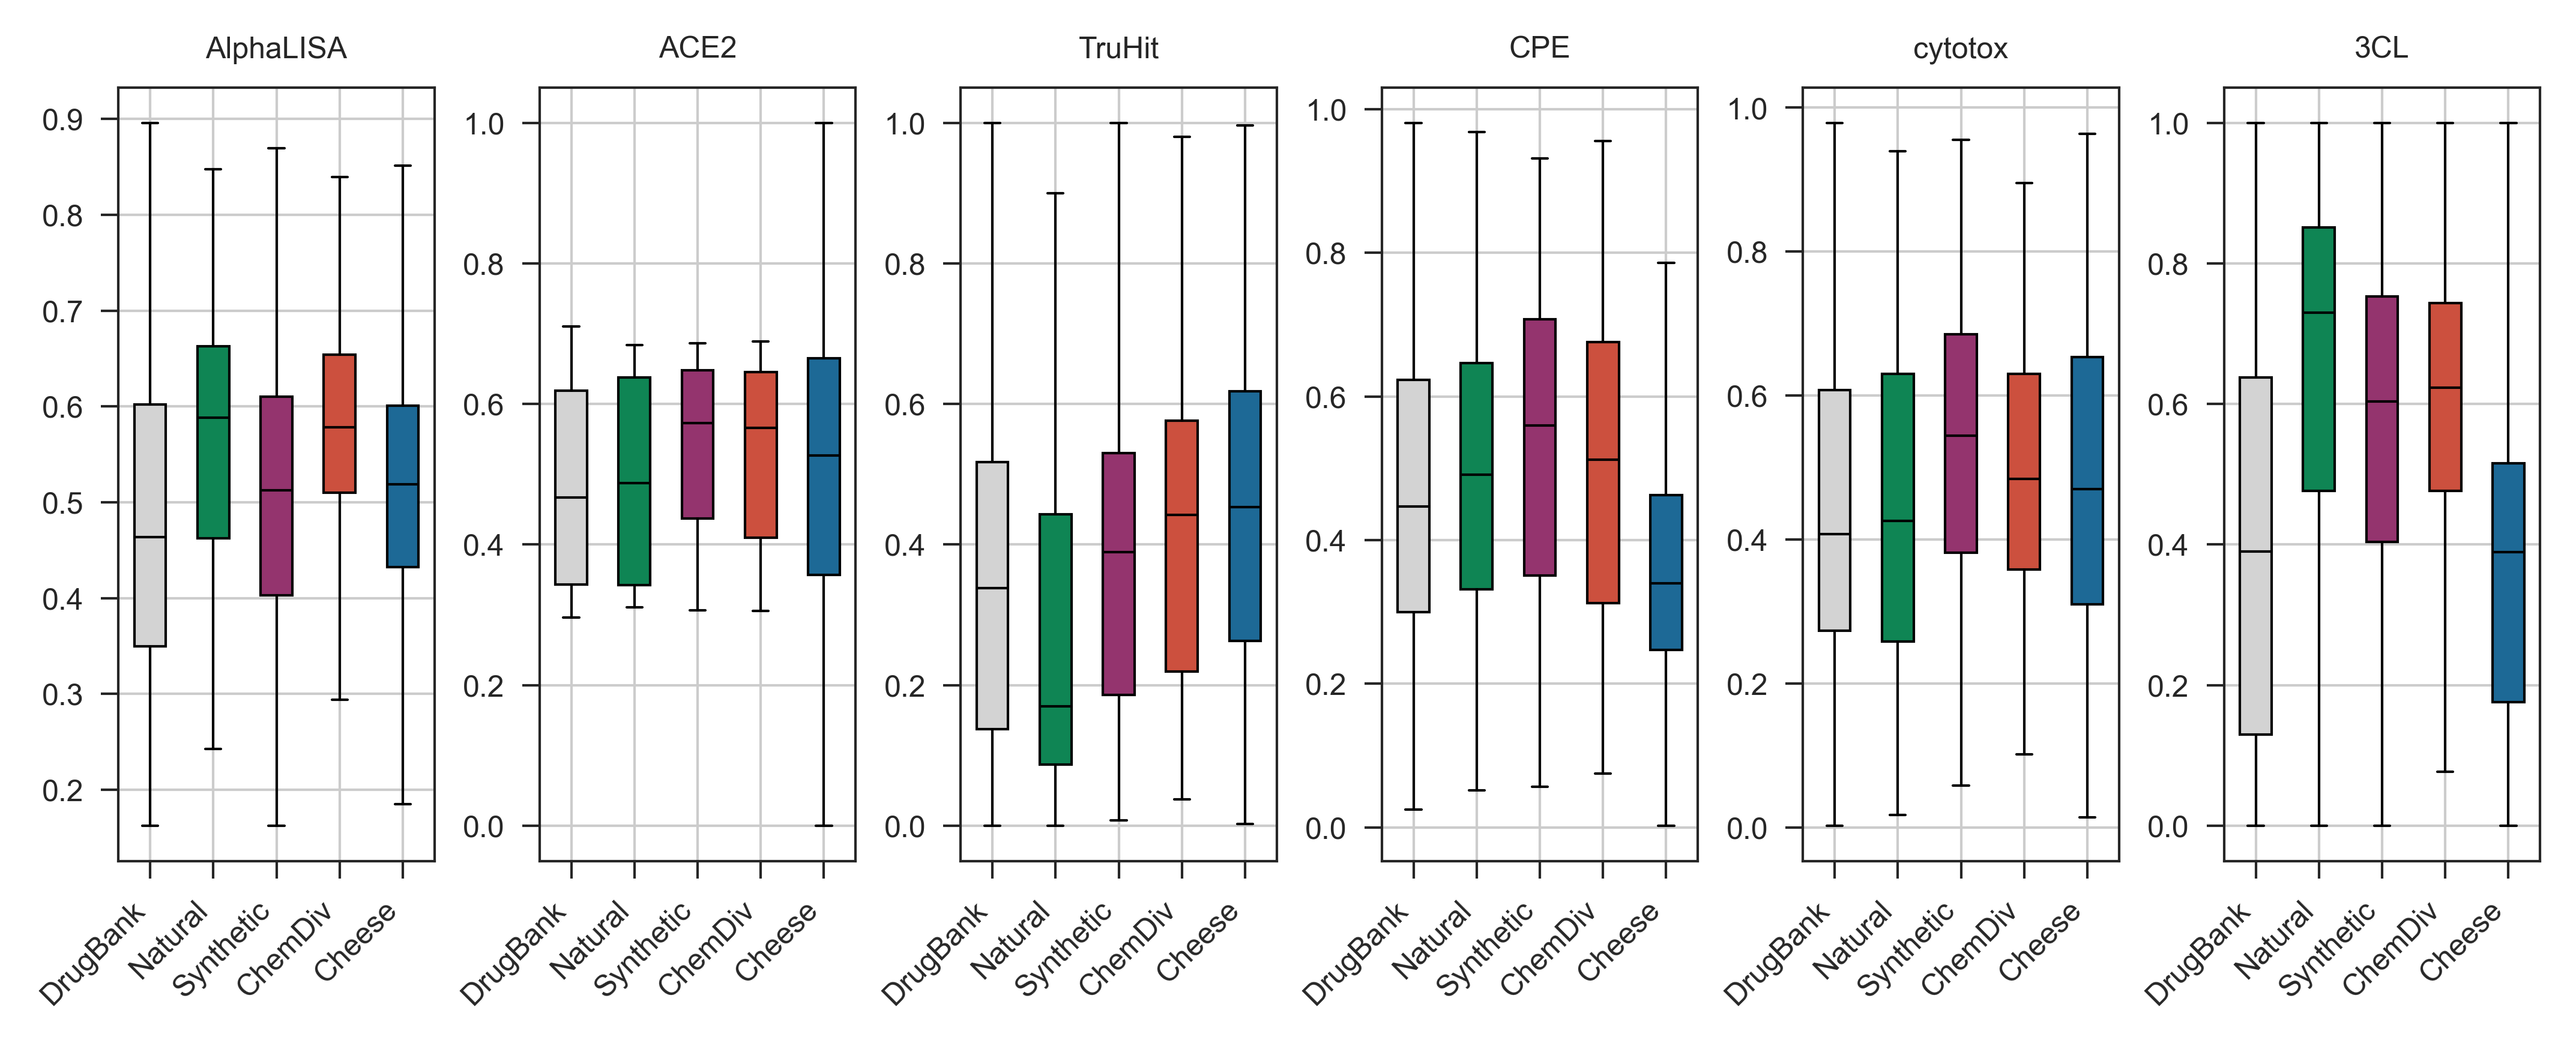 AlphaLISA
0.9
0.8
0.7
0.6
0.5
0.4
0.3
0.2
DrugBank
Natural
Synthetic
ChemDiv
Cheese
ACE2
1.0
0.8
0.6
0.4
0.2
0.0
DrugBank
Natural
Synthetic
ChemDiv
Cheese
TruHit
1.0
0.8
0.6
0.4
0.2
0.0
DrugBank
Natural
Synthetic
ChemDiv
Cheese
CPE
1.0
0.8
0.6
0.4
0.2
0.0
DrugBank
Natural
Synthetic
ChemDiv
Cheese
cytotox
1.0
0.8
0.6
0.4
0.2
0.0
DrugBank
Natural
Synthetic
ChemDiv
Cheese
3CL
1.0
0.8
0.6
0.4
0.2
0.0
DrugBank
Natural
Synthetic
ChemDiv
Cheese